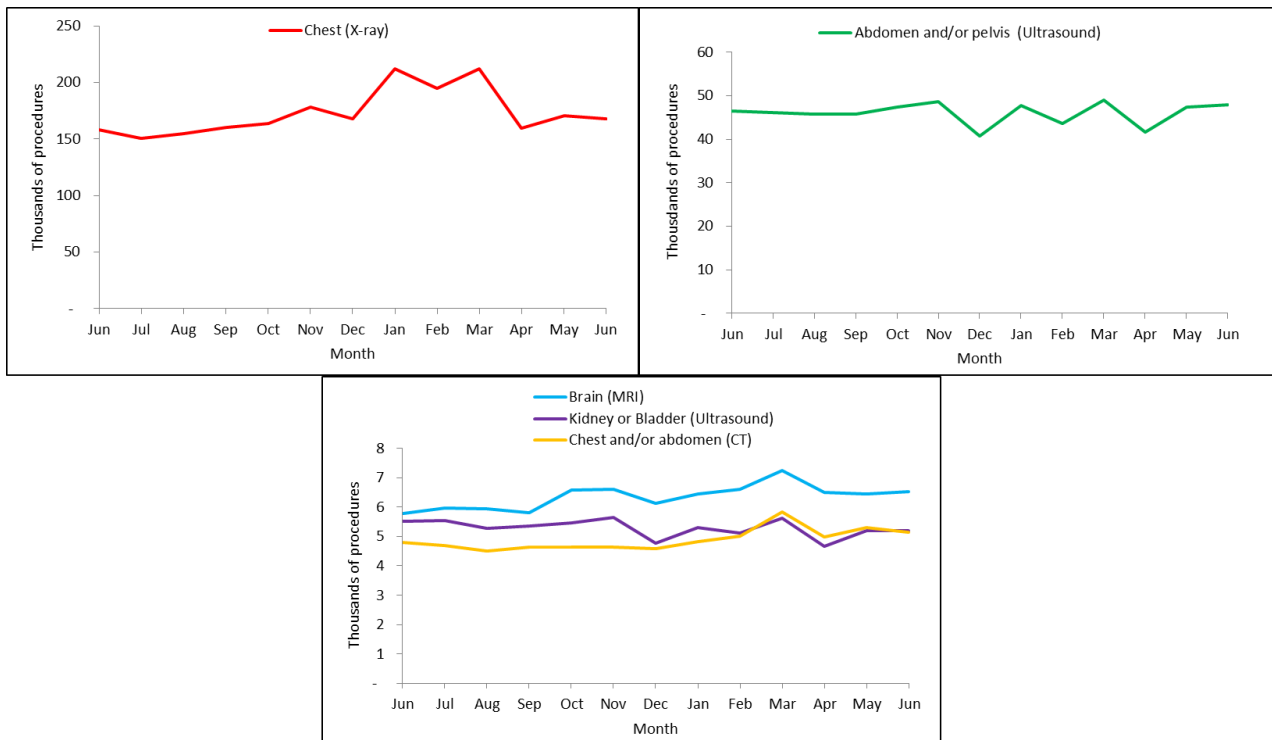 Chest (X-ray)
250
200
150
100
50
-
Thousands of procedures
Jun Jul Aug Sep Oct Nov Dec Jan Feb Mar Apr May Jun
Month
Abdomen and/or pelvis (Ultrasound)
60
50
40
30
20
10
-
Thousdands of procedures
Jun Jul Aug Sep Oct Nov Dec Jan Feb Mar Apr May Jun
Month
Brain (MRI)
Kidney or Bladder (Ultrasound)
Chest and/or abdomen (CT)
8
7
6
5
4
3
2
1
-
Thousands of procedures
Jun Jul Aug Sep Oct Nov Dec Jan Feb Mar Apr May Jun
Month